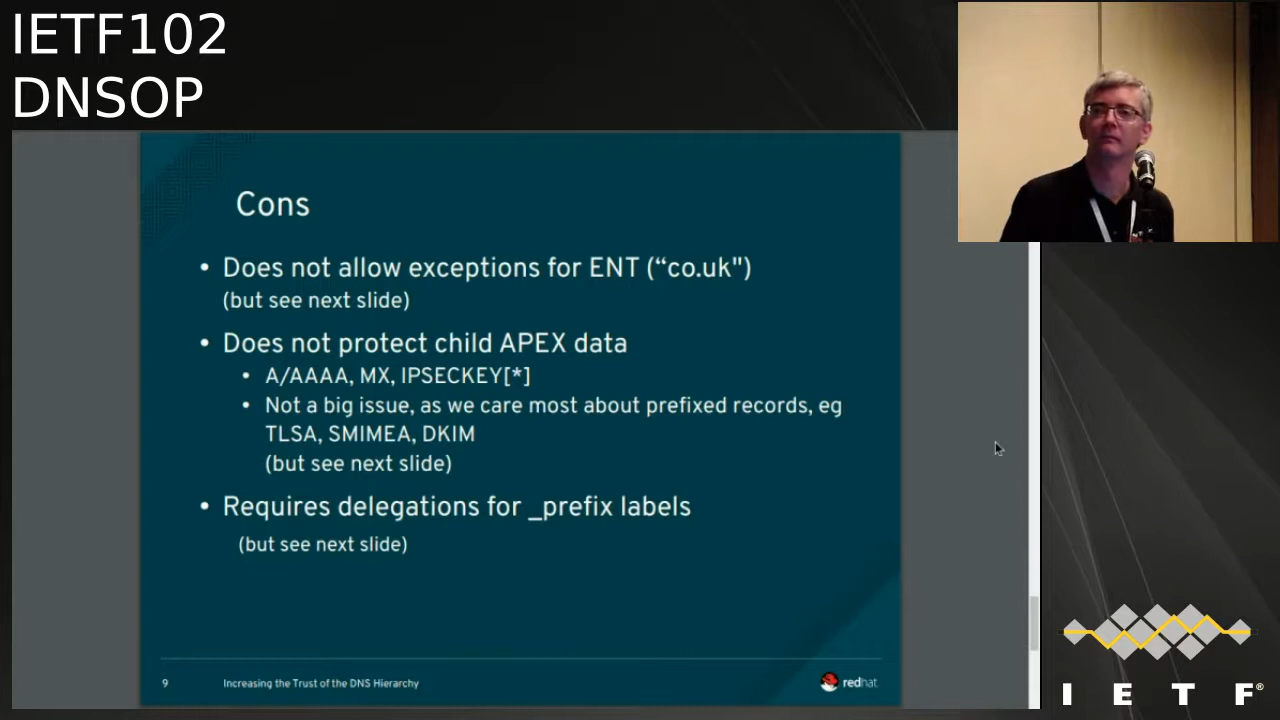 IETF102
DNSOP
Cons
• Does not allow exceptions for ENT (“co.uk")
(but see next slide)
• Does not protect child APEX data
• A/AAAA, MX, IPSECKEY[*]
• Not a big issue, as we care most about prefixed records, eg
TLSA, SMIMEA, DKIM
(but see next slide)
• Requires delegations for _prefix labels
(but see next slide)
9 Increasing the Trust of the DNS Hierarchy
redhat.
I E T F®